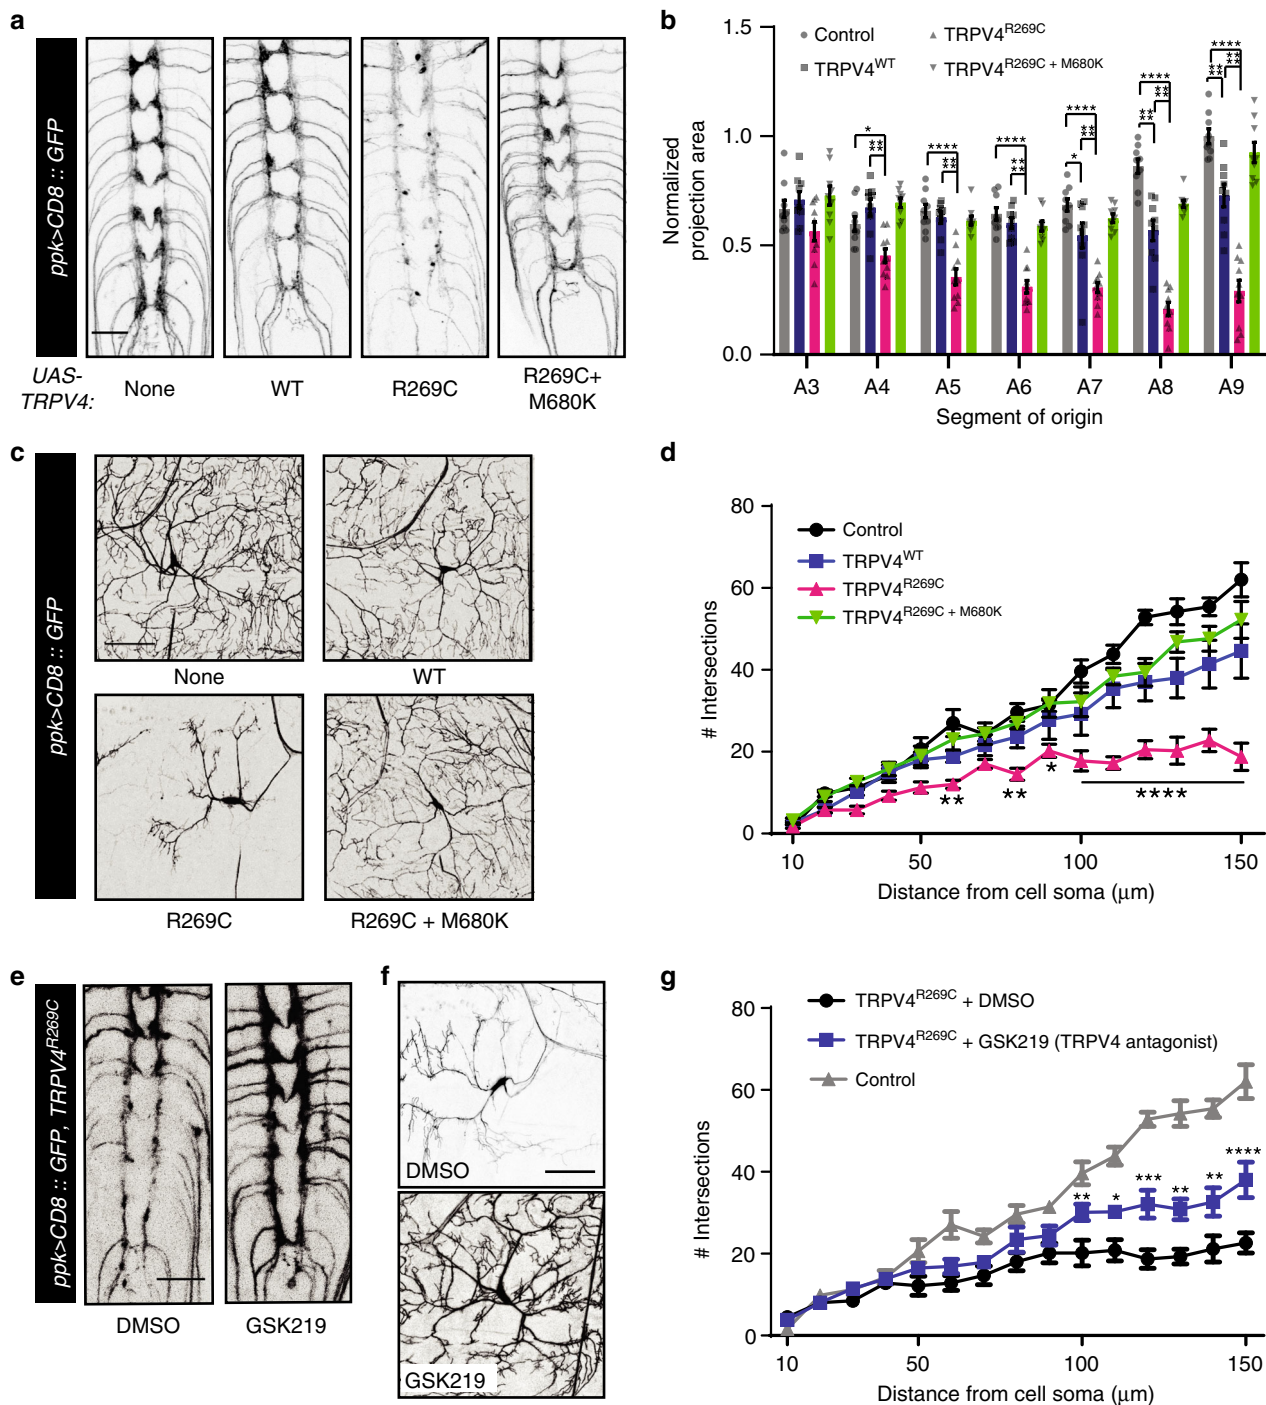 a
ppk>CD8 :: GFP
UAS-
TRPV4:
None
WT
R269C
R269C+
M680K
b
Normalized
projection area
1.5
1.0
0.5
0.0
Control
TRPV4WT
TRPV4R269C
TRPV4R269C + M680K
*
**
**
****
**
**
****
**
**
*
****
**
**
**
**
****
**
**
**
**
****
**
**
A3
A4
A5
A6
A7
A8
A9
Segment of origin
c
ppk>CD8 :: GFP
None
WT
R269C
R269C + M680K
d
# Intersections
80
60
40
20
0
Control
TRPV4WT
TRPV4R269C
TRPV4R269C + M680K
**
**
*
****
10
50
100
150
Distance from cell soma (μm)
e
ppk>CD8 :: GFP, TRPV4R269C
DMSO
GSK219
f
DMSO
GSK219
g
# Intersections
80
60
40
20
0
TRPV4R269C + DMSO
TRPV4R269C + GSK219 (TRPV4 antagonist)
Control
**
*
***
**
**
****
10
50
100
150
Distance from cell soma (μm)